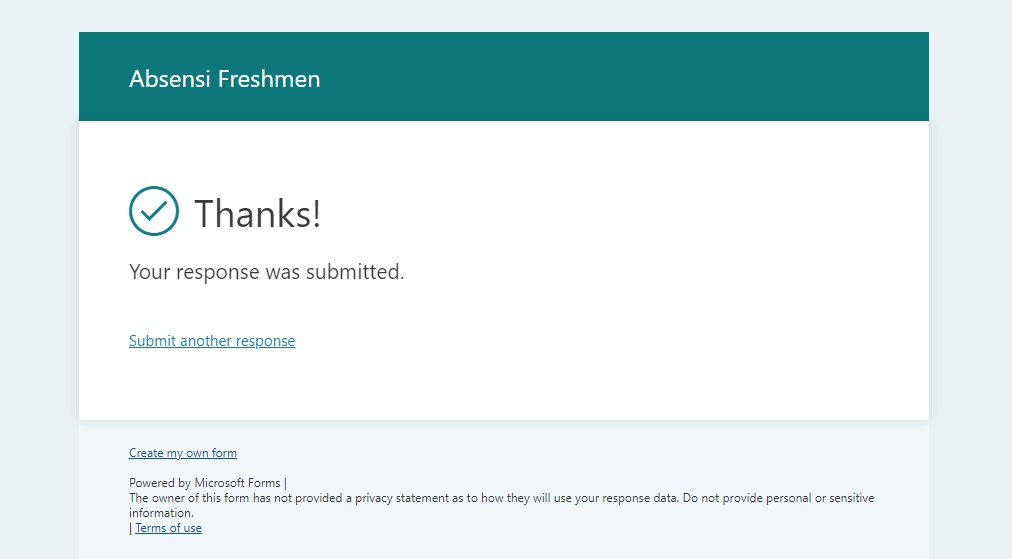 Absensi Freshmen
Thanks!
Your response was submitted.
Submit another response
Create my own form
Powered by Microsoft Forms |
The owner of this form has not provided a privacy statement as to how they will use your response data. Do not provide personal or sensitive
information.
| Terms of use